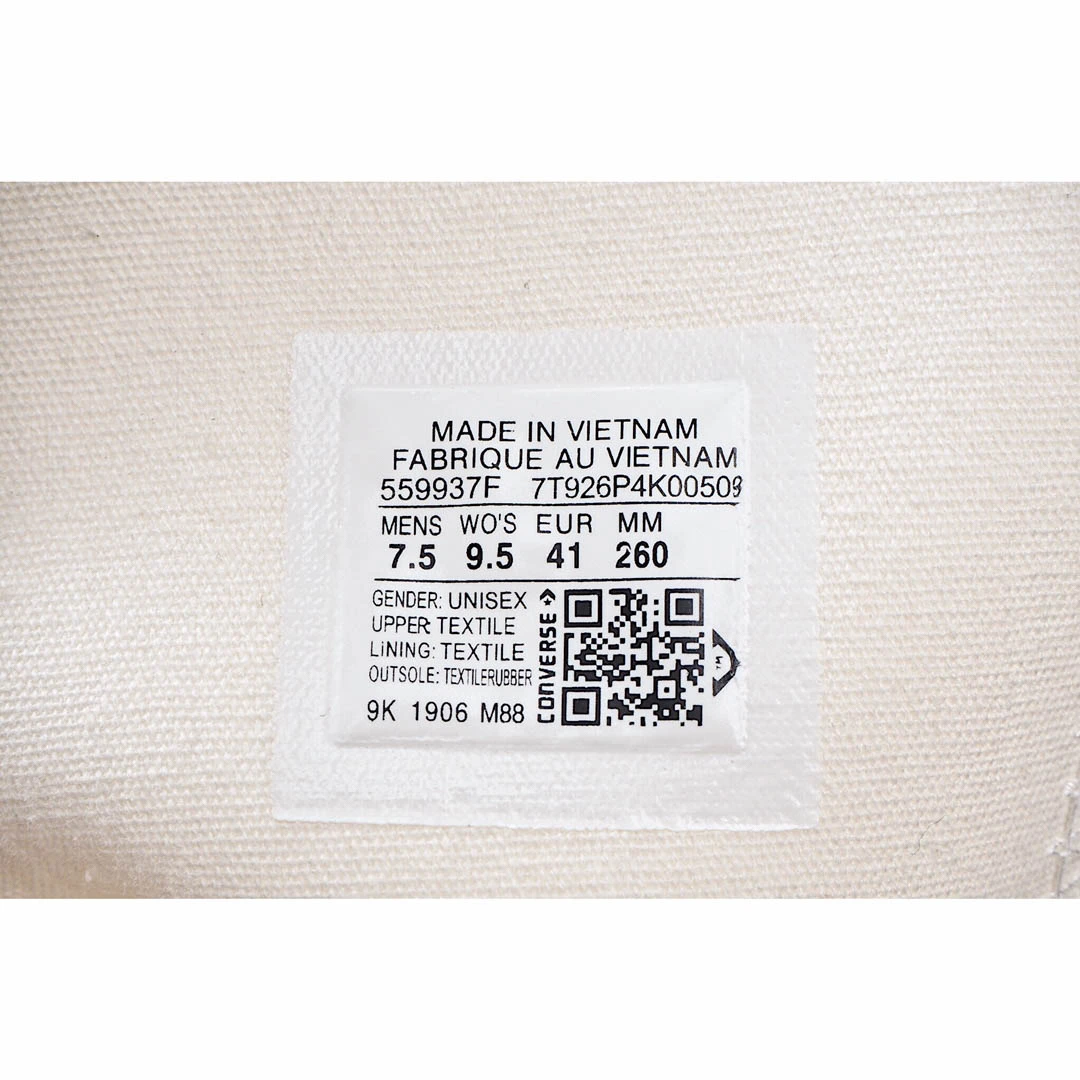 MADE IN VIETNAM
FABRIQUE AU VIETNAM
559937F 7T926P4K00509
MENS WO'S EUR MM
7.5 9.5 41 260
GENDER: UNISEX
UPPER TEXTILE
LiNING: TEXTILE
OUTSOLE: TEXTILERUBBER
9K 1906 M88
CONVERSE
TM